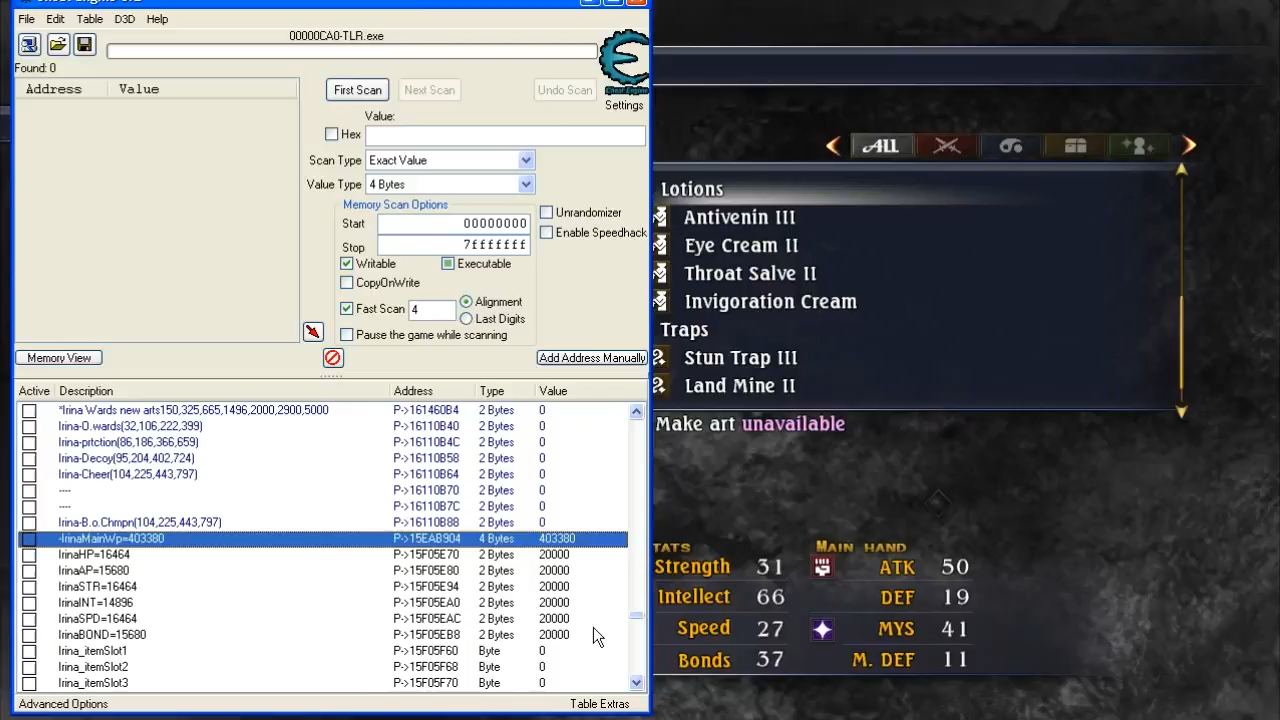 File Edit Table D3D Help
00000CA0-TLR.exe
Found: 0
Address Value
First Scan Next Scan Undo Scan
Cheat Engine
Settings
Value:
Hex
Scan Type Exact Value
Value Type 4 Bytes
Memory Scan Options
Start 00000000
Stop 7fffffff
Unrandomizer
Enable Speedhack
Writable Executable
CopyOnWrite
Fast Scan 4 Alignment
Last Digits
Pause the game while scanning
Memory View Add Address Manually
Active Description Address Type Value
*Irina Wards new arts150,325,665,1496,2000,2900,5000 P->161460B4 2 Bytes 0
Irina-O.wards(32,106,222,399) P->16110B40 2 Bytes 0
Irina-prtction(86,186,366,659) P->16110B4C 2 Bytes 0
Irina-Decoy(95,204,402,724) P->16110B58 2 Bytes 0
Irina-Cheer(104,225,443,797) P->16110B64 2 Bytes 0
---- P->16110B70 2 Bytes 0
---- P->16110B7C 2 Bytes 0
Irina-B.o.Chmpn(104,225,443,797) P->16110B88 2 Bytes 0
-IrinaMainWp=403380 P->15EAB904 4 Bytes 403380
IrinaHP=16464 P->15F05E70 2 Bytes 20000
IrinaAP=15680 P->15F05E80 2 Bytes 20000
IrinaSTR=16464 P->15F05E94 2 Bytes 20000
IrinaINT=14896 P->15F05EA0 2 Bytes 20000
IrinaSPD=16464 P->15F05EAC 2 Bytes 20000
IrinaBOND=15680 P->15F05EB8 2 Bytes 20000
Irina_itemSlot1 P->15F05F60 Byte 0
Irina_itemSlot2 P->15F05F68 Byte 0
Irina_itemSlot3 P->15F05F70 Byte 0
Advanced Options Table Extras
ALL
Lotions
Antivenin III
Eye Cream II
Throat Salve II
Invigoration Cream
Traps
Stun Trap III
Land Mine II
Make art unavailable
TATS MAIN HAND
Strength 31 ATK 50
Intellect 66 DEF 19
Speed 27 MYS 41
Bonds 37 M. DEF 11